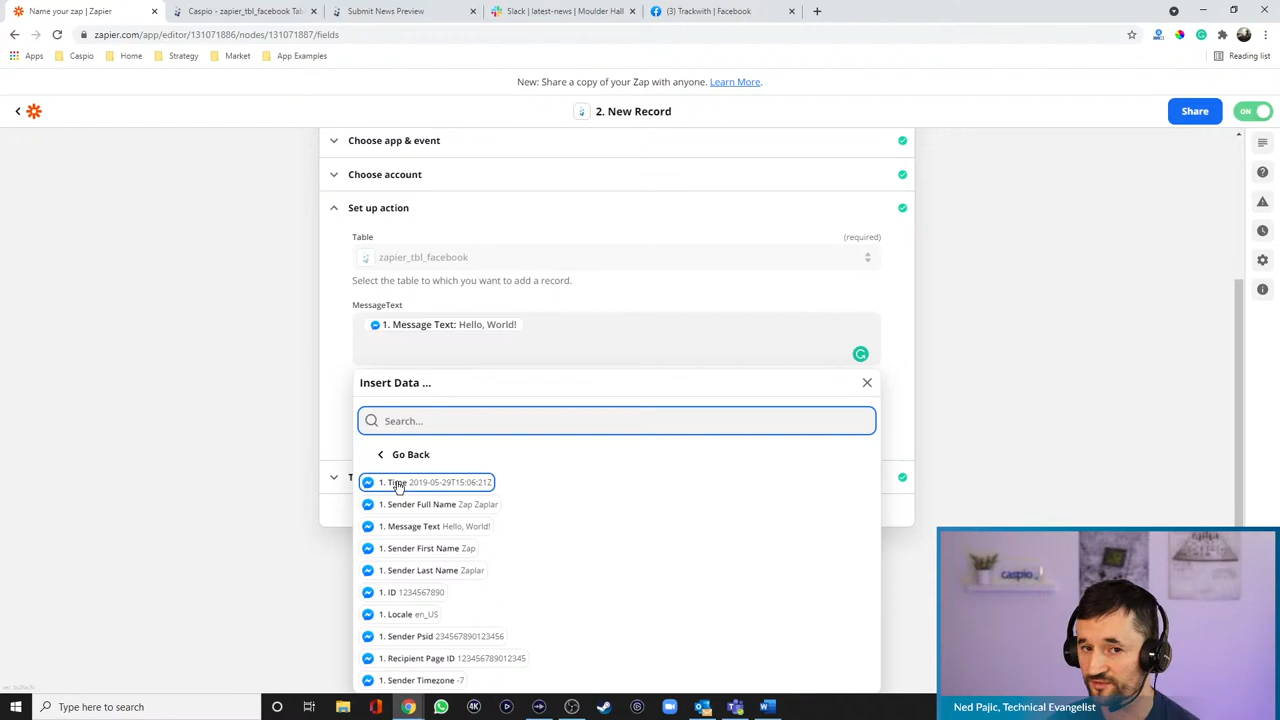 Name your zap | Zapier
Caspio - zapier_tbl_facebook Tab
Submit News Preview
Slack | latest-news | Moulder Hall
(3) Trackwith | Facebook
zapier.com/app/editor/131071886/nodes/131071887/fields
Apps Caspio Home Strategy Market App Examples
Reading list
New: Share a copy of your Zap with anyone. Learn More.
2. New Record
Share
ON
Choose app & event
Choose account
Set up action
Table
(required)
zapier_tbl_facebook
Select the table to which you want to add a record.
MessageText
1. Message Text: Hello, World!
Insert Data ...
Search...
Go Back
1. Time 2019-05-29T15:06:21Z
1. Sender Full Name Zap Zaplar
1. Message Text Hello, World!
1. Sender First Name Zap
1. Sender Last Name Zaplar
1. ID 1234567890
1. Locale en_US
1. Sender Psid 234567890123456
1. Recipient Page ID 123456789012345
1. Sender Timezone -7
caspio
Ned Pajic, Technical Evangelist
Type here to search